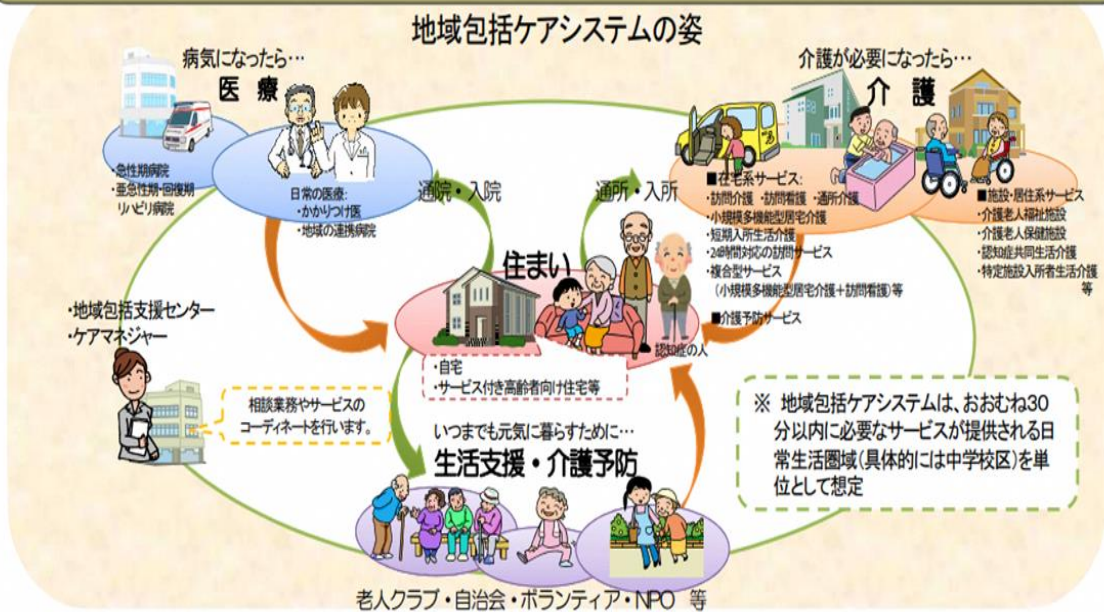 地域包括ケアシステムの姿
病気になったら…
医 療
介護が必要になったら…
介 護
・急性期病院
・亜急性期・回復期
リハビリ病院
日常の医療:
・かかりつけ医
・地域の連携病院
通院・入院
通所・入所
■在宅系サービス:
・訪問介護 ・訪問看護 ・通所介護
・小規模多機能型居宅介護
・短期入所生活介護
・24時間対応の訪問サービス
・複合型サービス
(小規模多機能型居宅介護+訪問看護)等
■介護予防サービス
■施設・居住系サービス
・介護老人福祉施設
・介護老人保健施設
・認知症共同生活介護
・特定施設入所者生活介護
等
住まい
認知症の人
・自宅
・サービス付き高齢者向け住宅等
・地域包括支援センター
・ケアマネジャー
相談業務やサービスの
コーディネートを行います。
いつまでも元気に暮らすために…
生活支援・介護予防
※ 地域包括ケアシステムは、おおむね30
分以内に必要なサービスが提供される日
常生活圏域(具体的には中学校区)を単
位として想定
老人クラブ・自治会・ボランティア・NPO 等